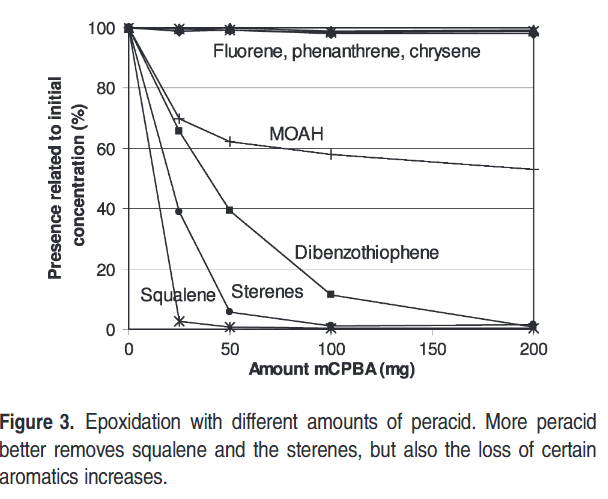 100
80
60
40
20
0
Presence related to initial
concentration (%)
Fluorene, phenanthrene, chrysene
MOAH
Dibenzothiophene
Squalene
Sterenes
0
50
100
150
200
Amount mCPBA (mg)
Figure 3. Epoxidation with different amounts of peracid. More peracid
better removes squalene and the sterenes, but also the loss of certain
aromatics increases.